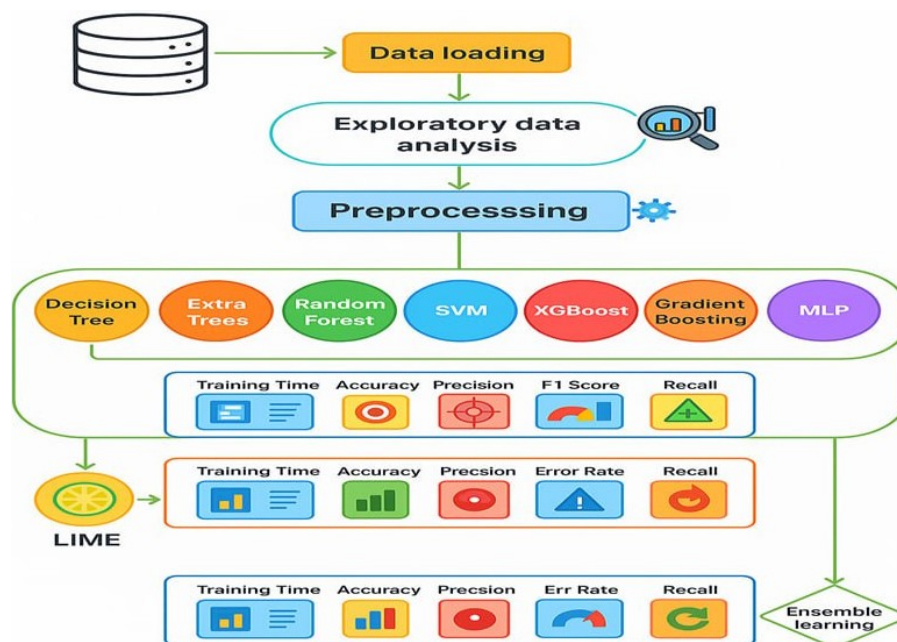 Data loading
Exploratory data
analysis
Preprocesssing
Decision
Tree
Extra
Trees
Random
Forest
SVM
XGBoost
Gradient
Boosting
MLP
Training Time Accuracy Precision F1 Score Recall
Training Time Accuracy Precsion Error Rate Recall
LIME
Training Time Accuracy Precsion Err Rate Recall
Ensemble
learning